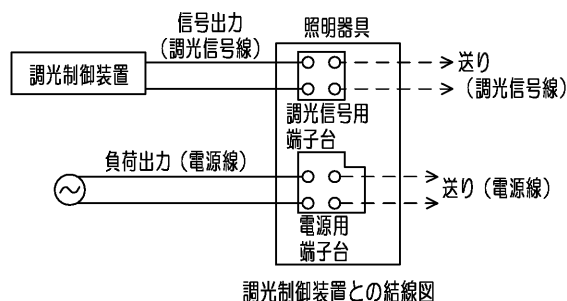 信号出力
(調光信号線)
照明器具
調光制御装置
送り
(調光信号線)
調光信号用
端子台
負荷出力(電源線)
送り(電源線)
電源用
端子台
調光制御装置との結線図